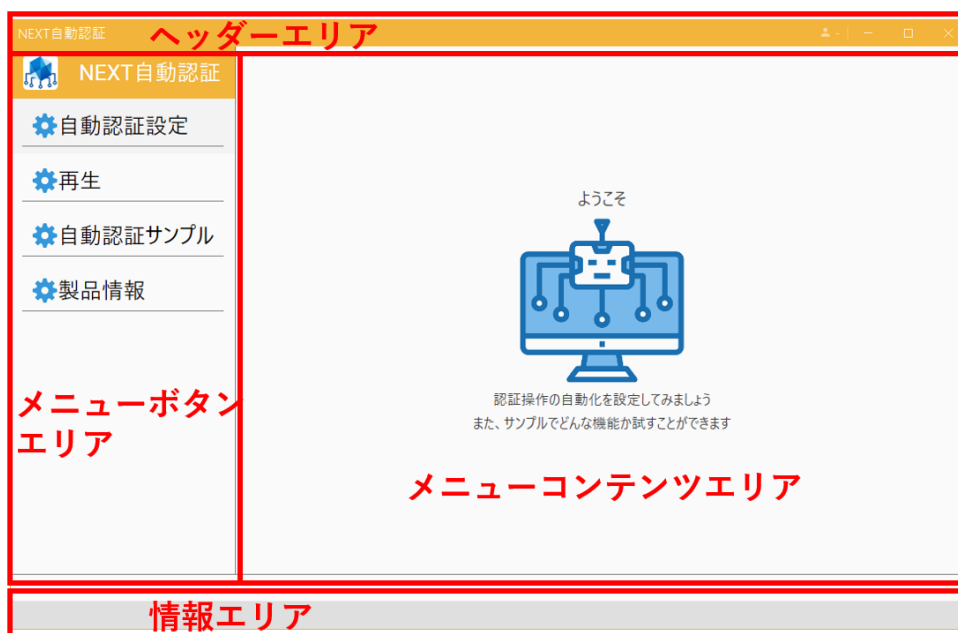 NEXT自動認証
ヘッダーエリア
NEXT自動認証
自動認証設定
再生
自動認証サンプル
製品情報
メニューボタン
エリア
ようこそ
認証操作の自動化を設定してみましょう
また、サンプルでどんな機能か試すことができます
メニューコンテンツエリア
情報エリア